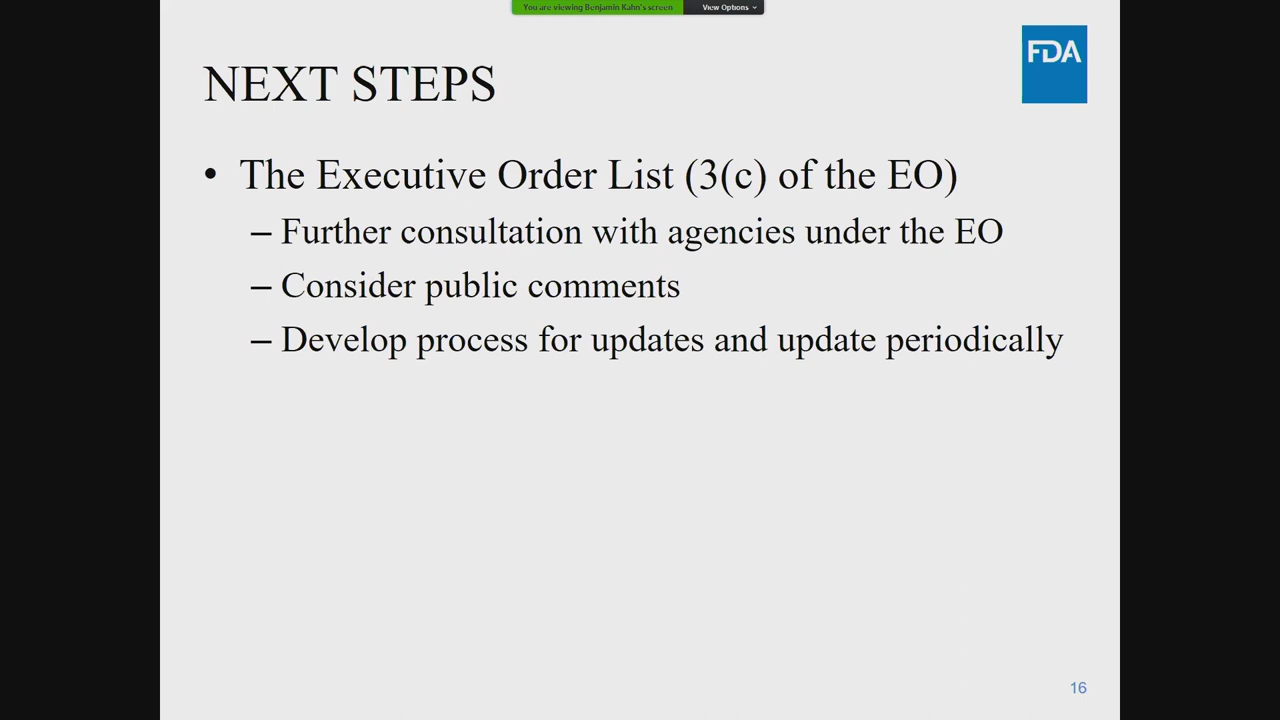 You are viewing Benjamin Kahn's screen View Options
FDA
NEXT STEPS
• The Executive Order List (3(c) of the EO)
– Further consultation with agencies under the EO
– Consider public comments
– Develop process for updates and update periodically
16